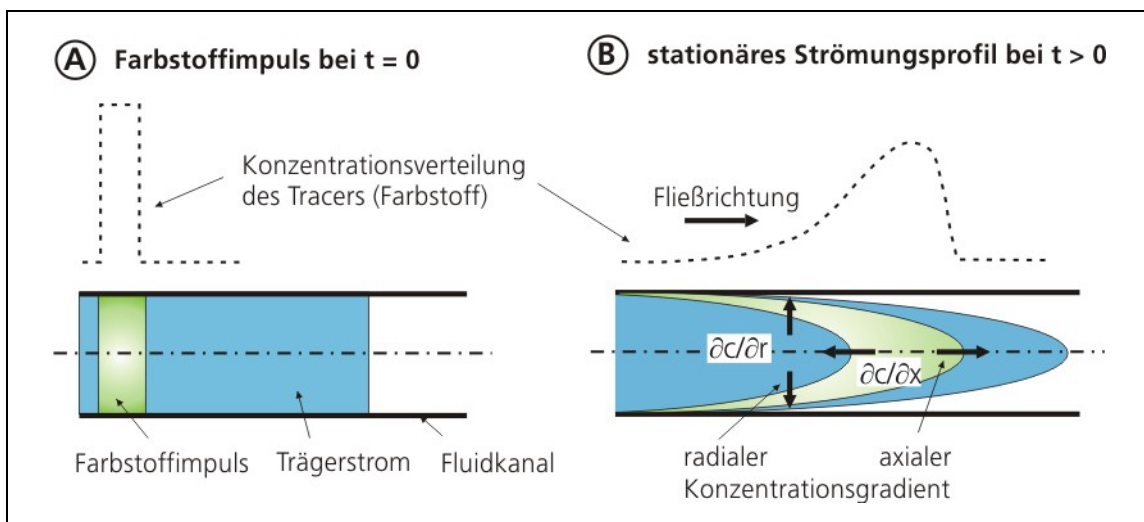 A Farbstoffimpuls bei t = 0
B stationäres Strömungsprofil bei t > 0
Konzentrationsverteilung
des Tracers (Farbstoff)
Fließrichtung
∂c/∂r
∂c/∂x
Farbstoffimpuls
Trägerstrom
Fluidkanal
radialer
axialer
Konzentrationsgradient